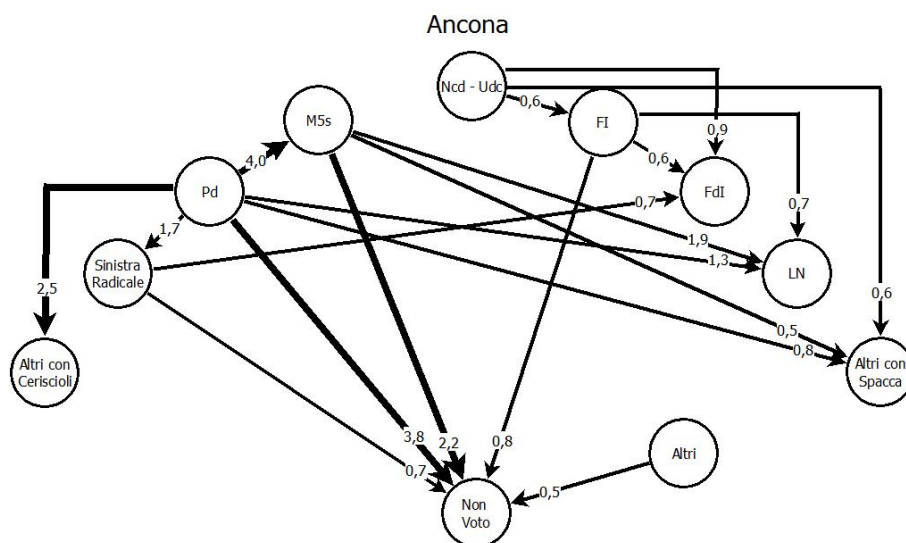 Ancona
Ncd - Udc
0,6
FI
M5s
0,9
4,0
0,6
Pd
FdI
0,7
0,7
1,7
1,9
Sinistra
Radicale
1,3
LN
2,5
0,6
0,5
0,8
Altri con
Ceriscioli
Altri con
Spacca
3,8
2,2
0,8
Altri
0,7
0,5
Non
Voto